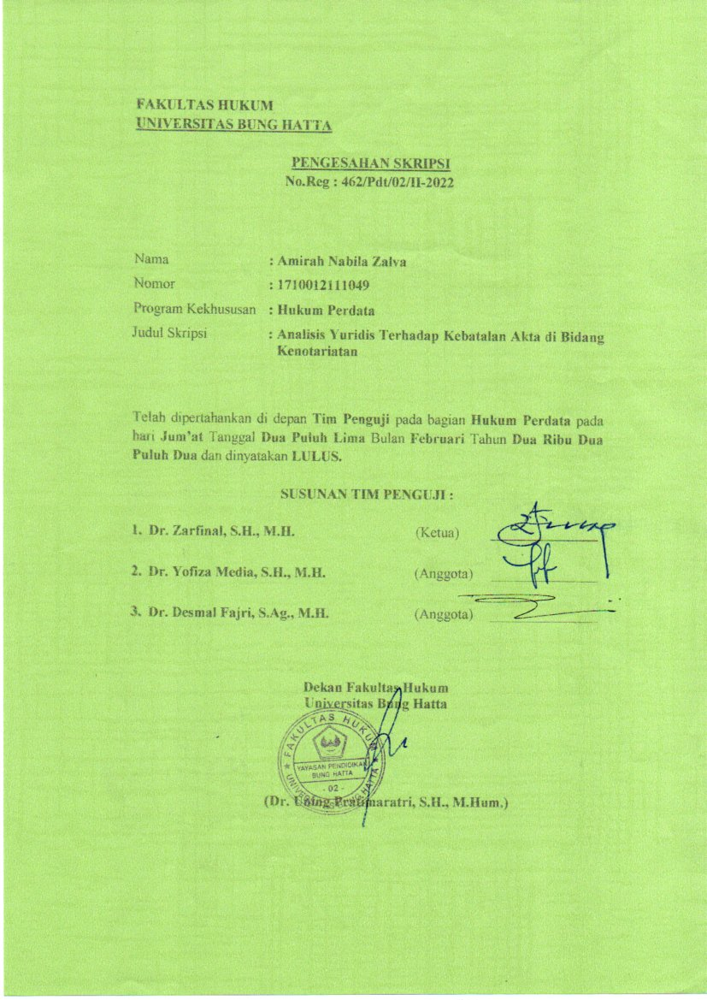 FAKULTAS HUKUM
UNIVERSITAS BUNG HATTA
PENGESAHAN SKRIPSI
No.Reg : 462/Pdt/02/II-2022
Nama : Amirah Nabila Zalva
Nomor : 1710012111049
Program Kekhususan : Hukum Perdata
Judul Skripsi : Analisis Yuridis Terhadap Kebatalan Akta di Bidang
Kenotariatan
Telah dipertahankan di depan Tim Penguji pada bagian Hukum Perdata pada
hari Jum'at Tanggal Dua Puluh Lima Bulan Februari Tahun Dua Ribu Dua
Puluh Dua dan dinyatakan LULUS.
SUSUNAN TIM PENGUJI :
1. Dr. Zarfinal, S.H., M.H. (Ketua)
2. Dr. Yofiza Media, S.H., M.H. (Anggota)
3. Dr. Desmal Fajri, S.Ag., M.H. (Anggota)
Dekan Fakultas Hukum
Universitas Bung Hatta
FAKULTAS HUKUM
YAYASAN PENDIDIKAN
BUNG HATTA
- 02 -
UNIVERSITAS BUNG HATTA
(Dr. Uning Pratimaratri, S.H., M.Hum.)